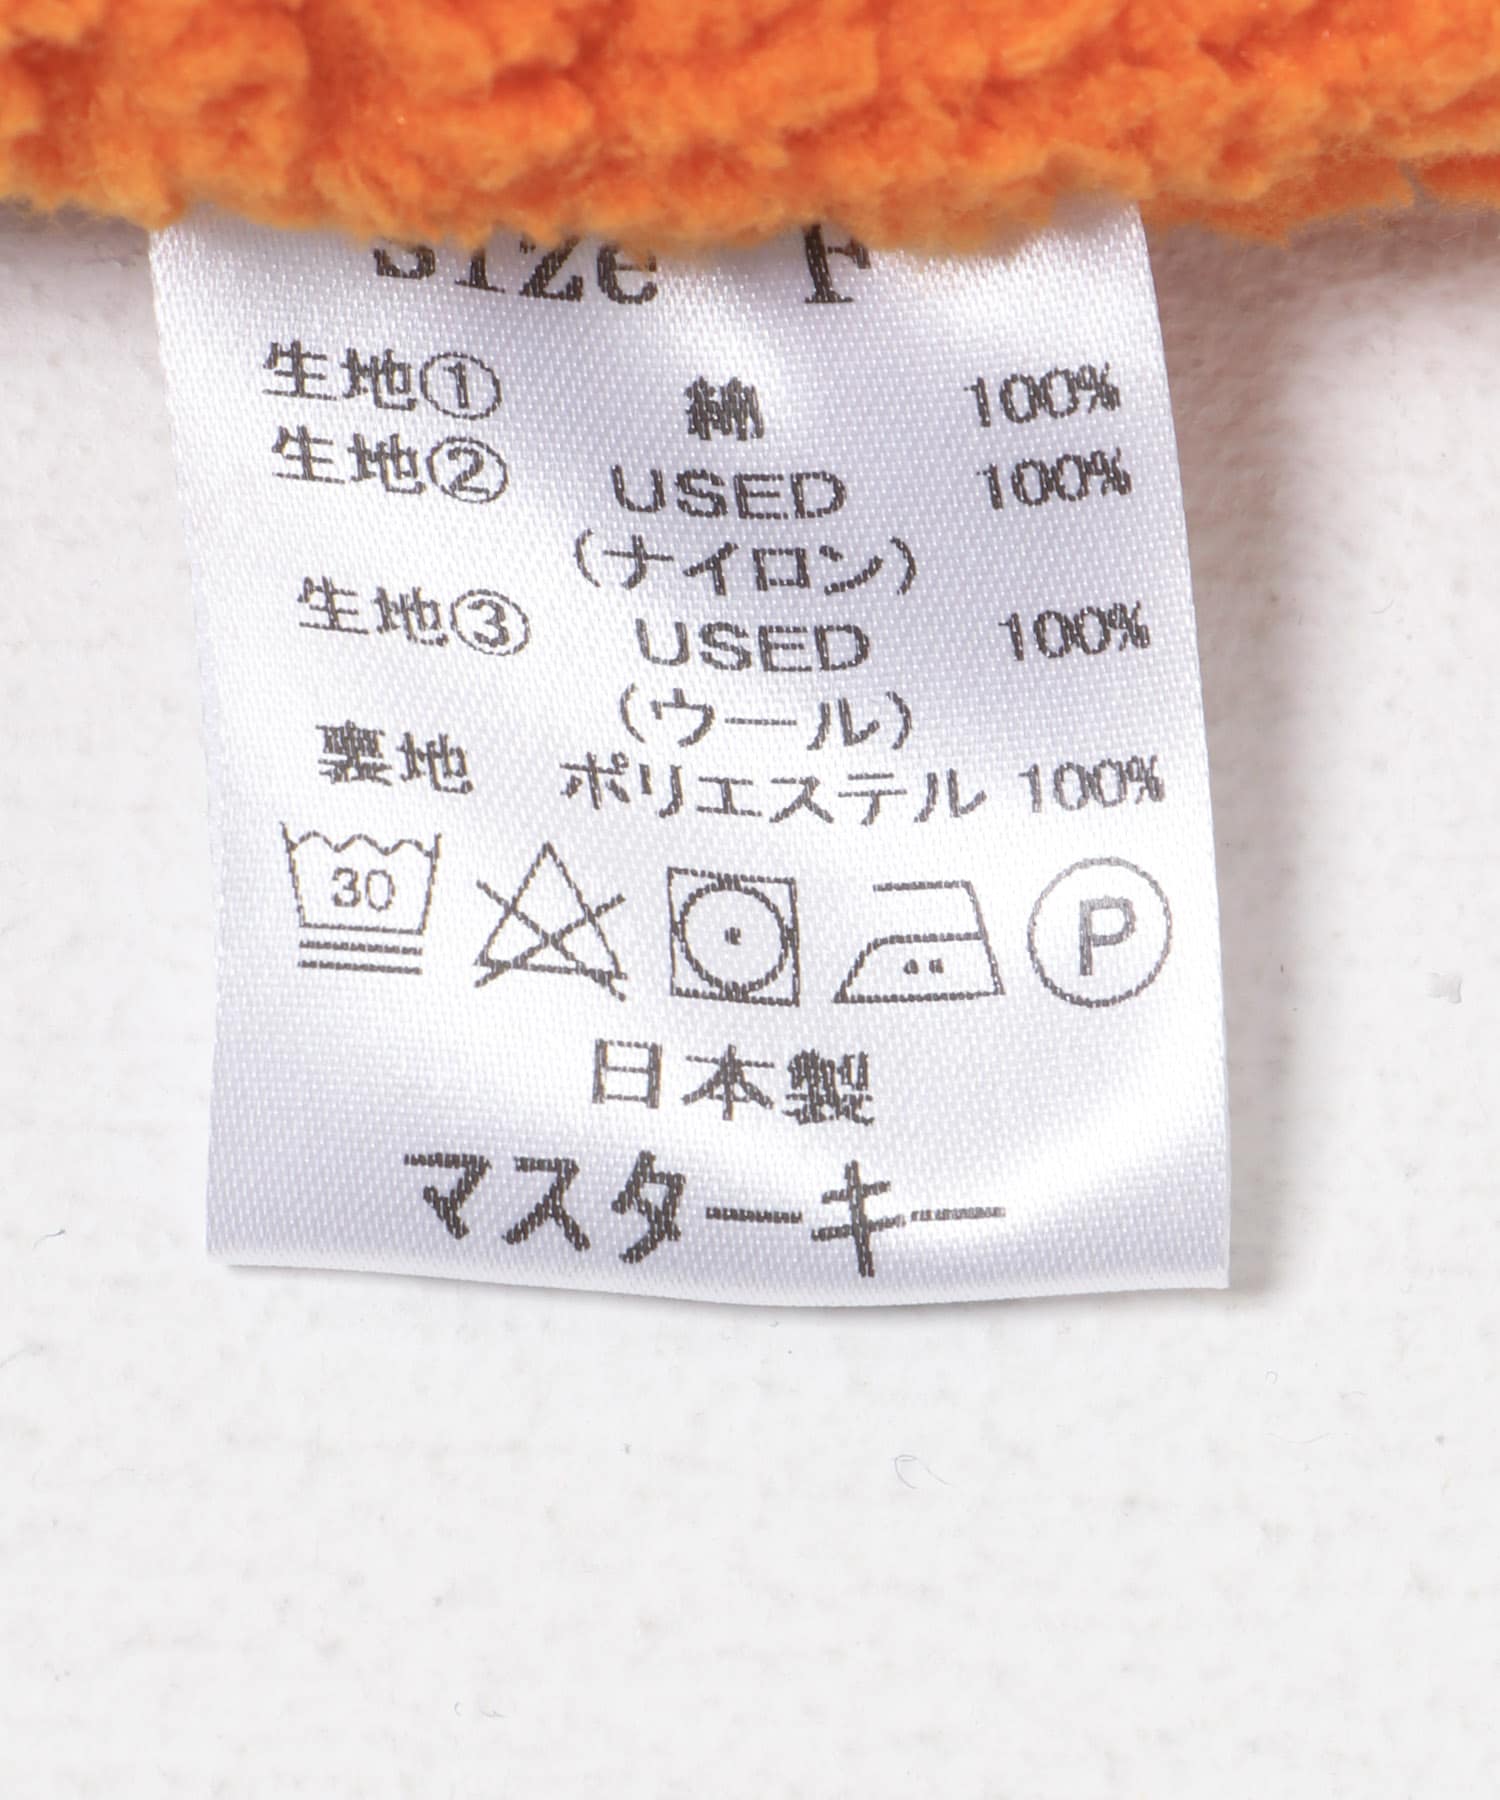 Size F
生地① 綿 100%
生地② USED 100%
(ナイロン)
生地③ USED 100%
(ウール)
裏地 ポリエステル 100%
30 P
日本製
マスターキー